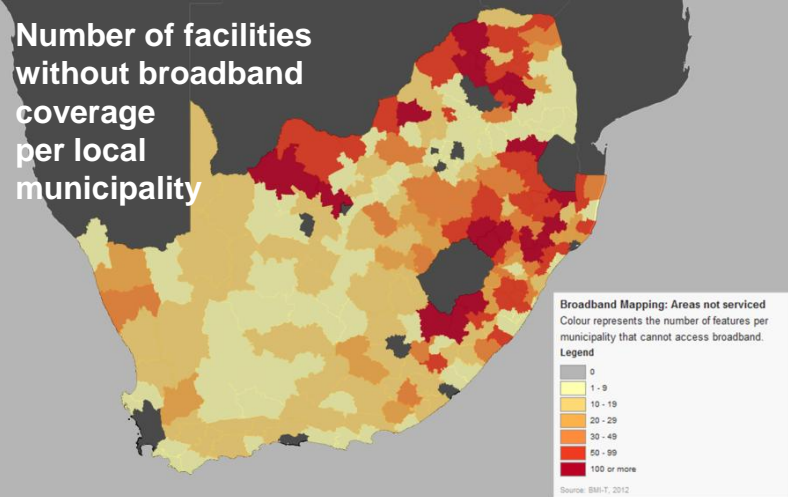 Number of facilities
without broadband
coverage
per local
municipality
Broadband Mapping: Areas not serviced
Colour represents the number of features per
municipality that cannot access broadband.
Legend
0
1 - 9
10 - 19
20 - 29
30 - 49
50 - 99
100 or more
Source: BMI-T, 2012